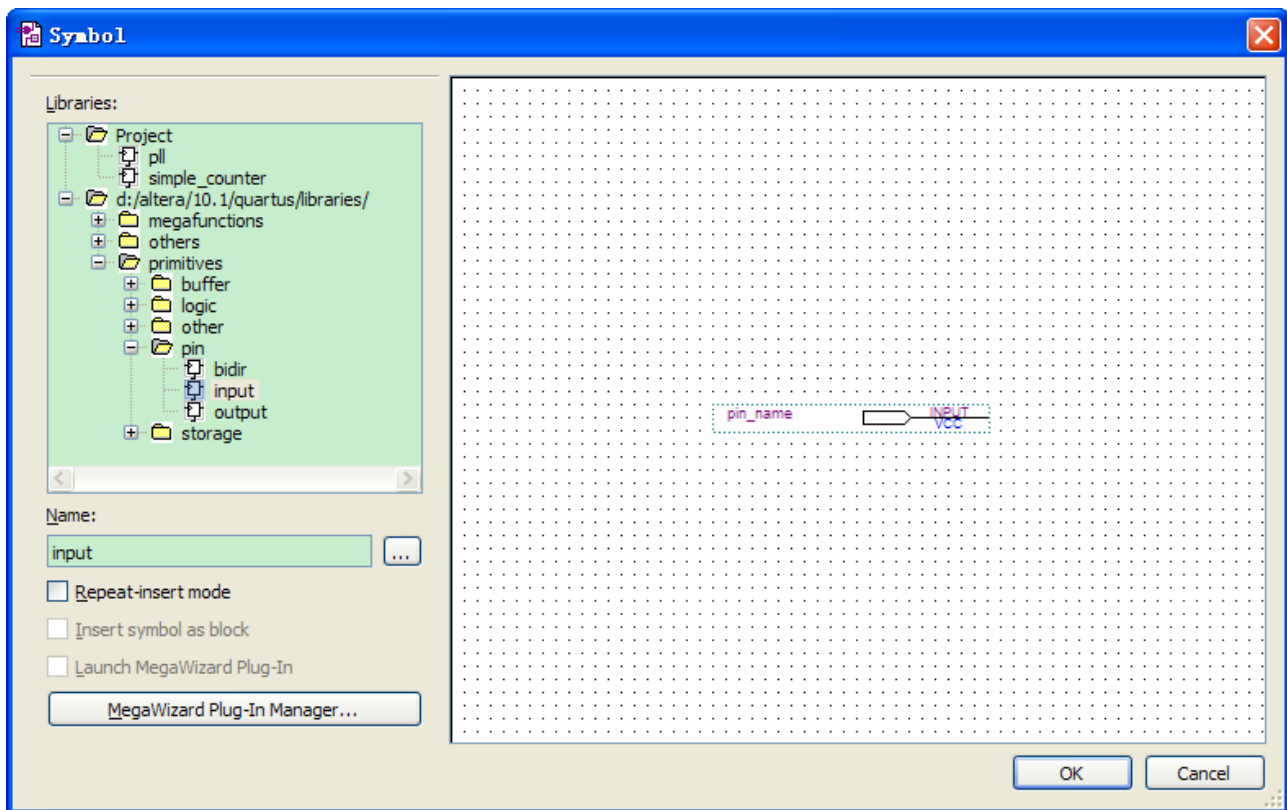 Symbol
Libraries:
Project
pll
simple_counter
d:/altera/10.1/quartus/libraries/
megafunctions
others
primitives
buffer
logic
other
pin
bidir
input
output
storage
Name:
input
...
Repeat-insert mode
Insert symbol as block
Launch MegaWizard Plug-In
MegaWizard Plug-In Manager...
pin_name
INPUT
VCC
OK
Cancel